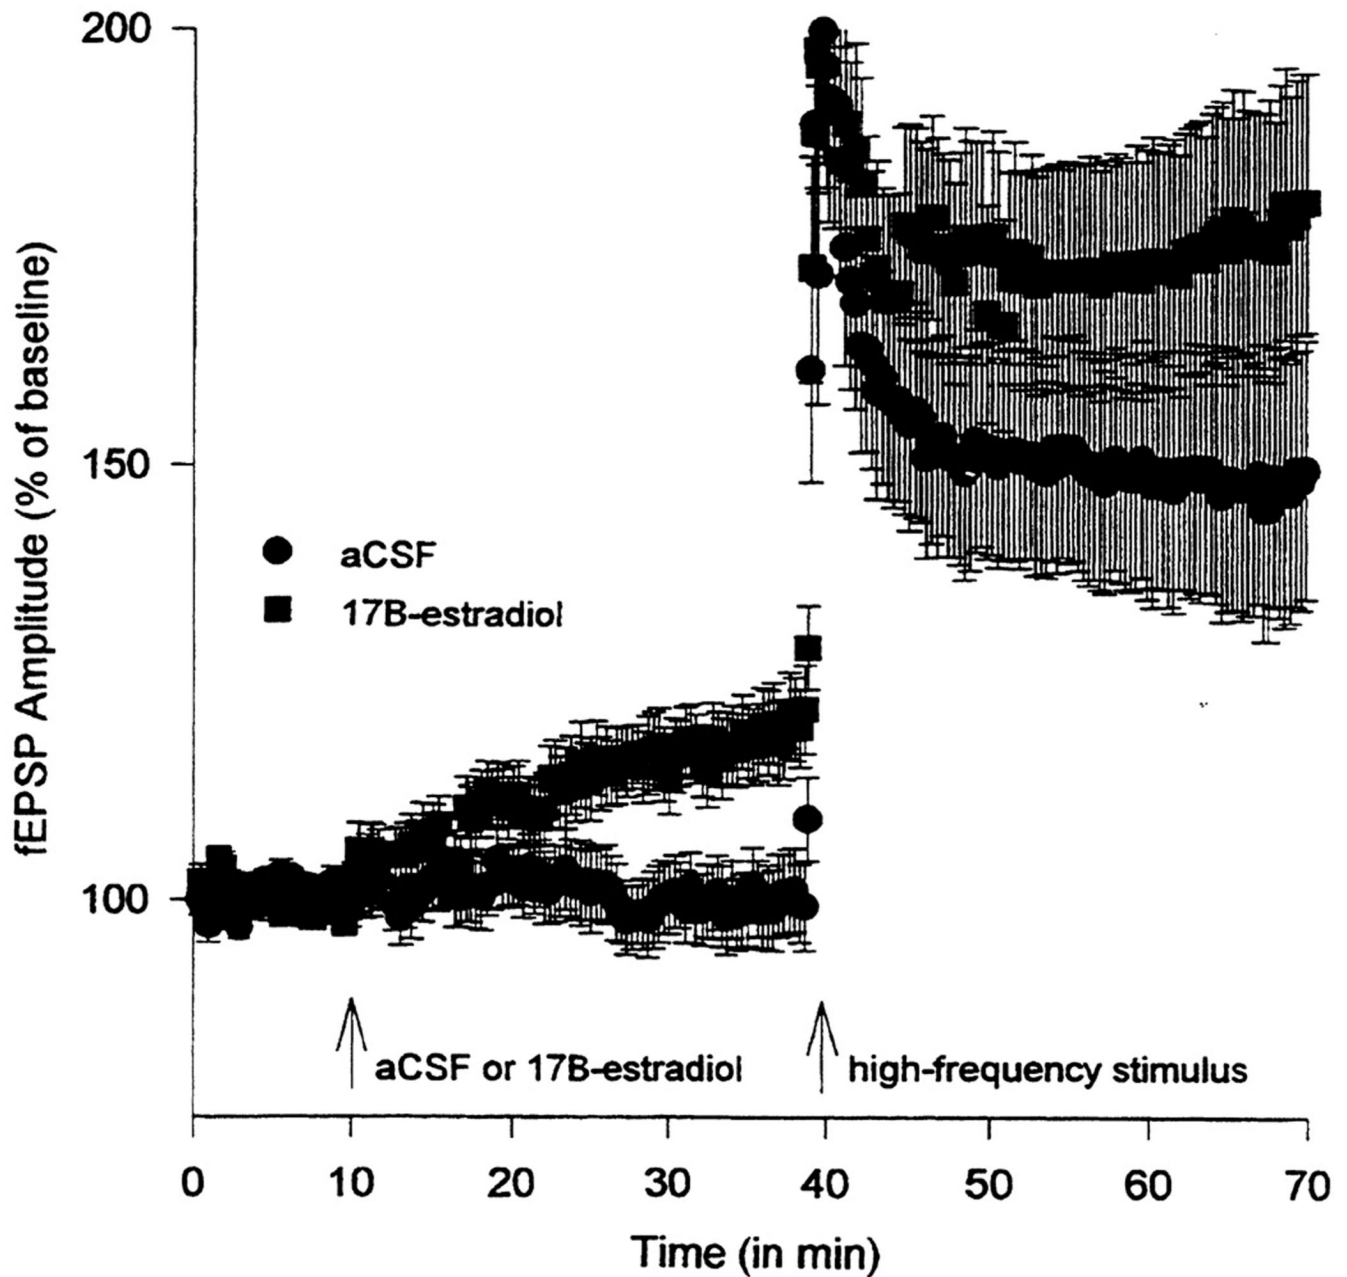 200
150
100
fEPSP Amplitude (% of baseline)
aCSF
17B-estradiol
aCSF or 17B-estradiol
high-frequency stimulus
0 10 20 30 40 50 60 70
Time (in min)